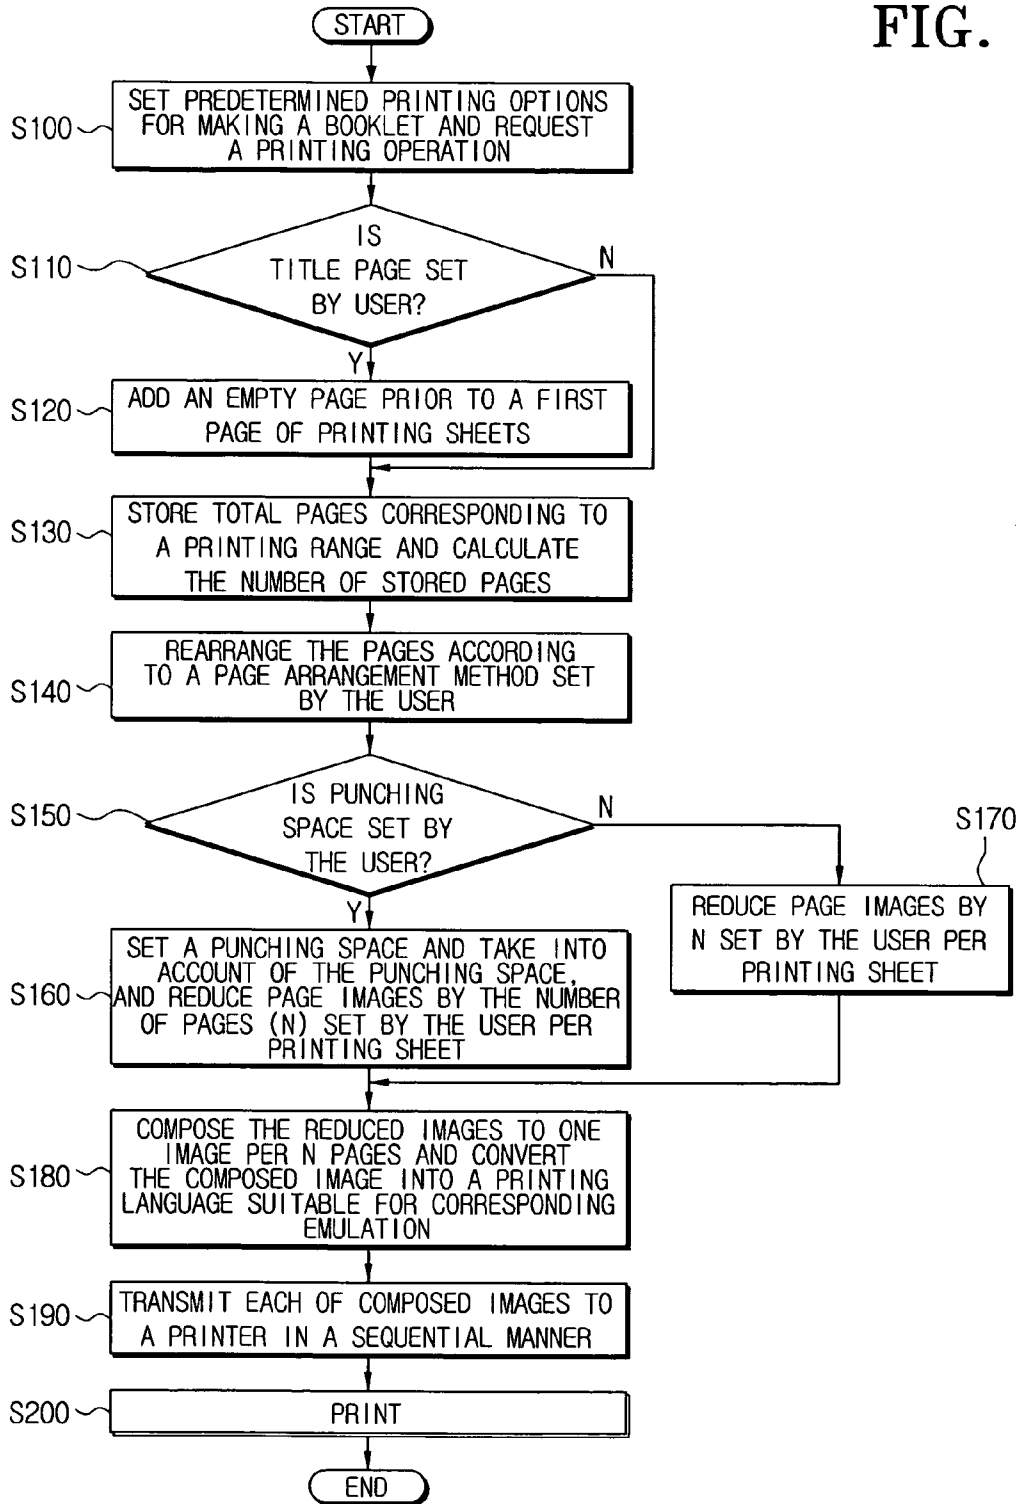 FIG.
START
S100
SET PREDETERMINED PRINTING OPTIONS
FOR MAKING A BOOKLET AND REQUEST
A PRINTING OPERATION
S110
IS
TITLE PAGE SET
BY USER?
N
Y
S120
ADD AN EMPTY PAGE PRIOR TO A FIRST
PAGE OF PRINTING SHEETS
S130
STORE TOTAL PAGES CORRESPONDING TO
A PRINTING RANGE AND CALCULATE
THE NUMBER OF STORED PAGES
S140
REARRANGE THE PAGES ACCORDING
TO A PAGE ARRANGEMENT METHOD SET
BY THE USER
S150
IS PUNCHING
SPACE SET BY
THE USER?
N
Y
S170
REDUCE PAGE IMAGES BY
N SET BY THE USER PER
PRINTING SHEET
S160
SET A PUNCHING SPACE AND TAKE INTO
ACCOUNT OF THE PUNCHING SPACE,
AND REDUCE PAGE IMAGES BY THE NUMBER
OF PAGES (N) SET BY THE USER PER
PRINTING SHEET
S180
COMPOSE THE REDUCED IMAGES TO ONE
IMAGE PER N PAGES AND CONVERT
THE COMPOSED IMAGE INTO A PRINTING
LANGUAGE SUITABLE FOR CORRESPONDING
EMULATION
S190
TRANSMIT EACH OF COMPOSED IMAGES TO
A PRINTER IN A SEQUENTIAL MANNER
S200
PRINT
END